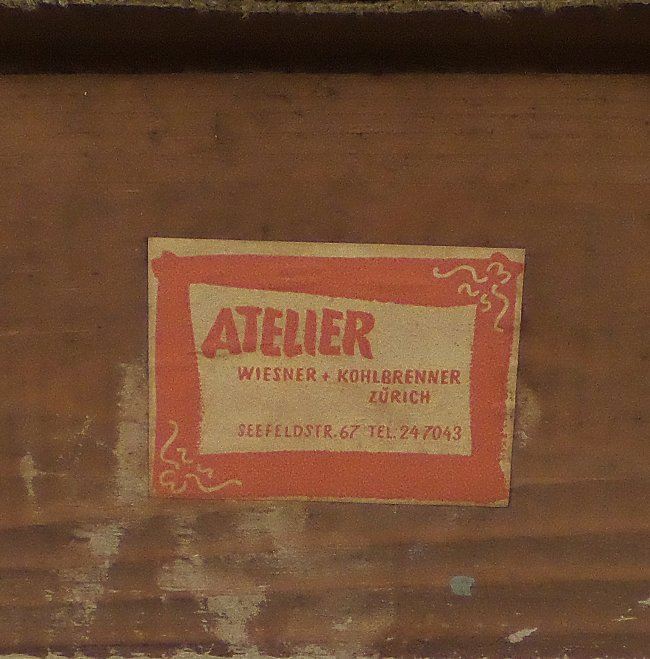 ATELIER
WIESNER + KOHLBRENNER
ZÜRICH
SEEFELDSTR. 67 TEL. 247043